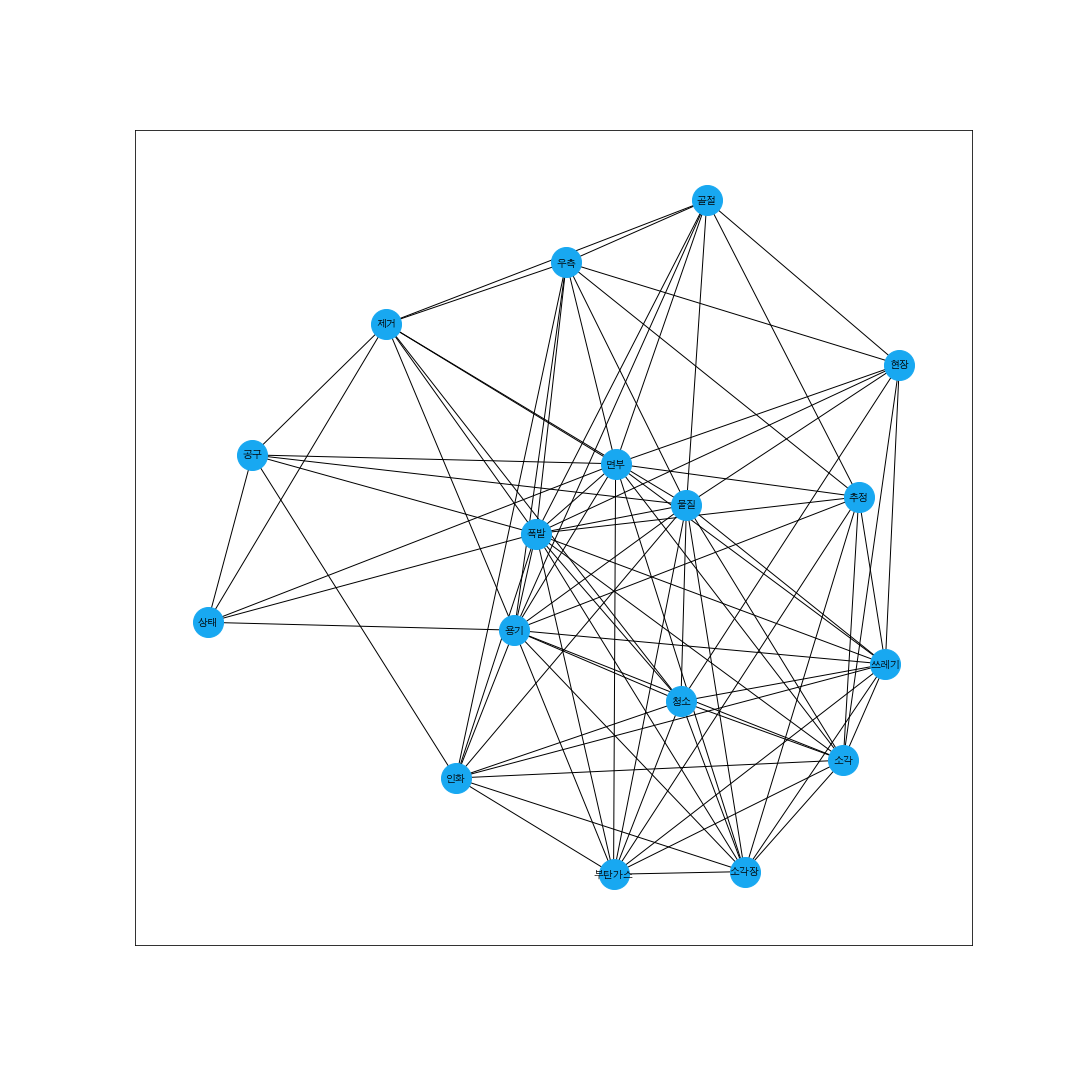 골절
우측
제거
현장
공구
면부
추정
물질
폭발
상태
용기
쓰레기
청소
소각
인화
소각장
부탄가스